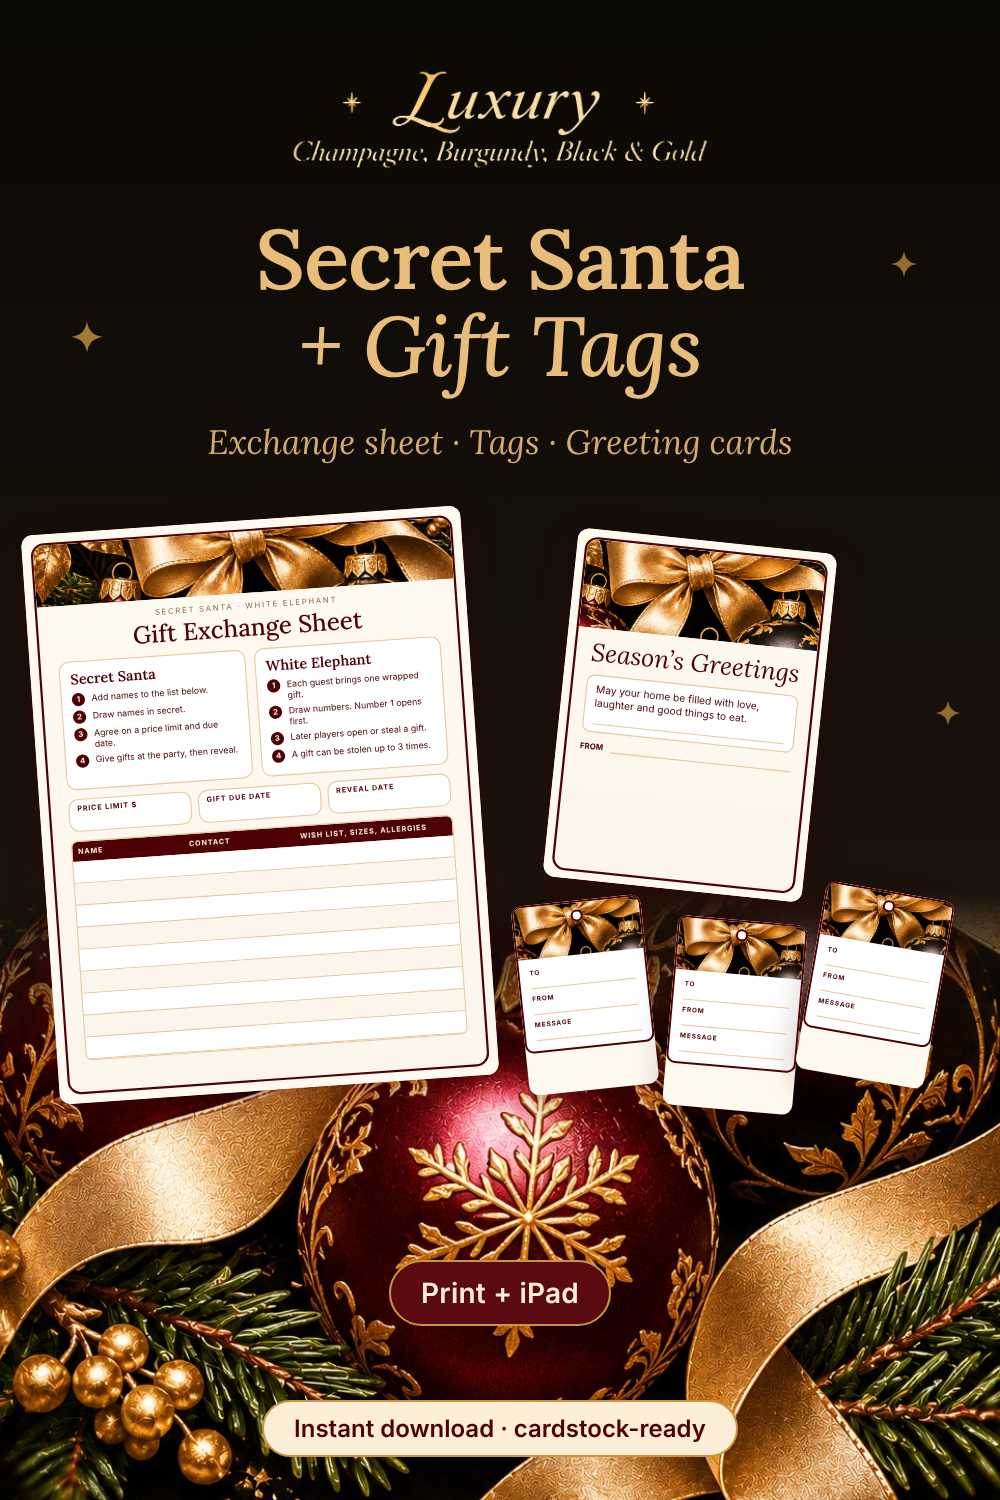 Luxury
Champagne, Burgundy, Black & Gold
Secret Santa
+ Gift Tags
Exchange sheet · Tags · Greeting cards
SECRET SANTA · WHITE ELEPHANT
Gift Exchange Sheet
Secret Santa
1 Add names to the list below.
2 Draw names in secret.
3 Agree on a price limit and due
date.
4 Give gifts at the party, then reveal.
White Elephant
1 Each guest brings one wrapped
gift.
2 Draw numbers. Number 1 opens
first.
3 Later players open or steal a gift.
4 A gift can be stolen up to 3 times.
PRICE LIMIT $
GIFT DUE DATE
REVEAL DATE
NAME CONTACT WISH LIST, SIZES, ALLERGIES
Season's Greetings
May your home be filled with love,
laughter and good things to eat.
FROM
TO
FROM
MESSAGE
TO
FROM
MESSAGE
TO
FROM
MESSAGE
Print + iPad
Instant download · cardstock-ready